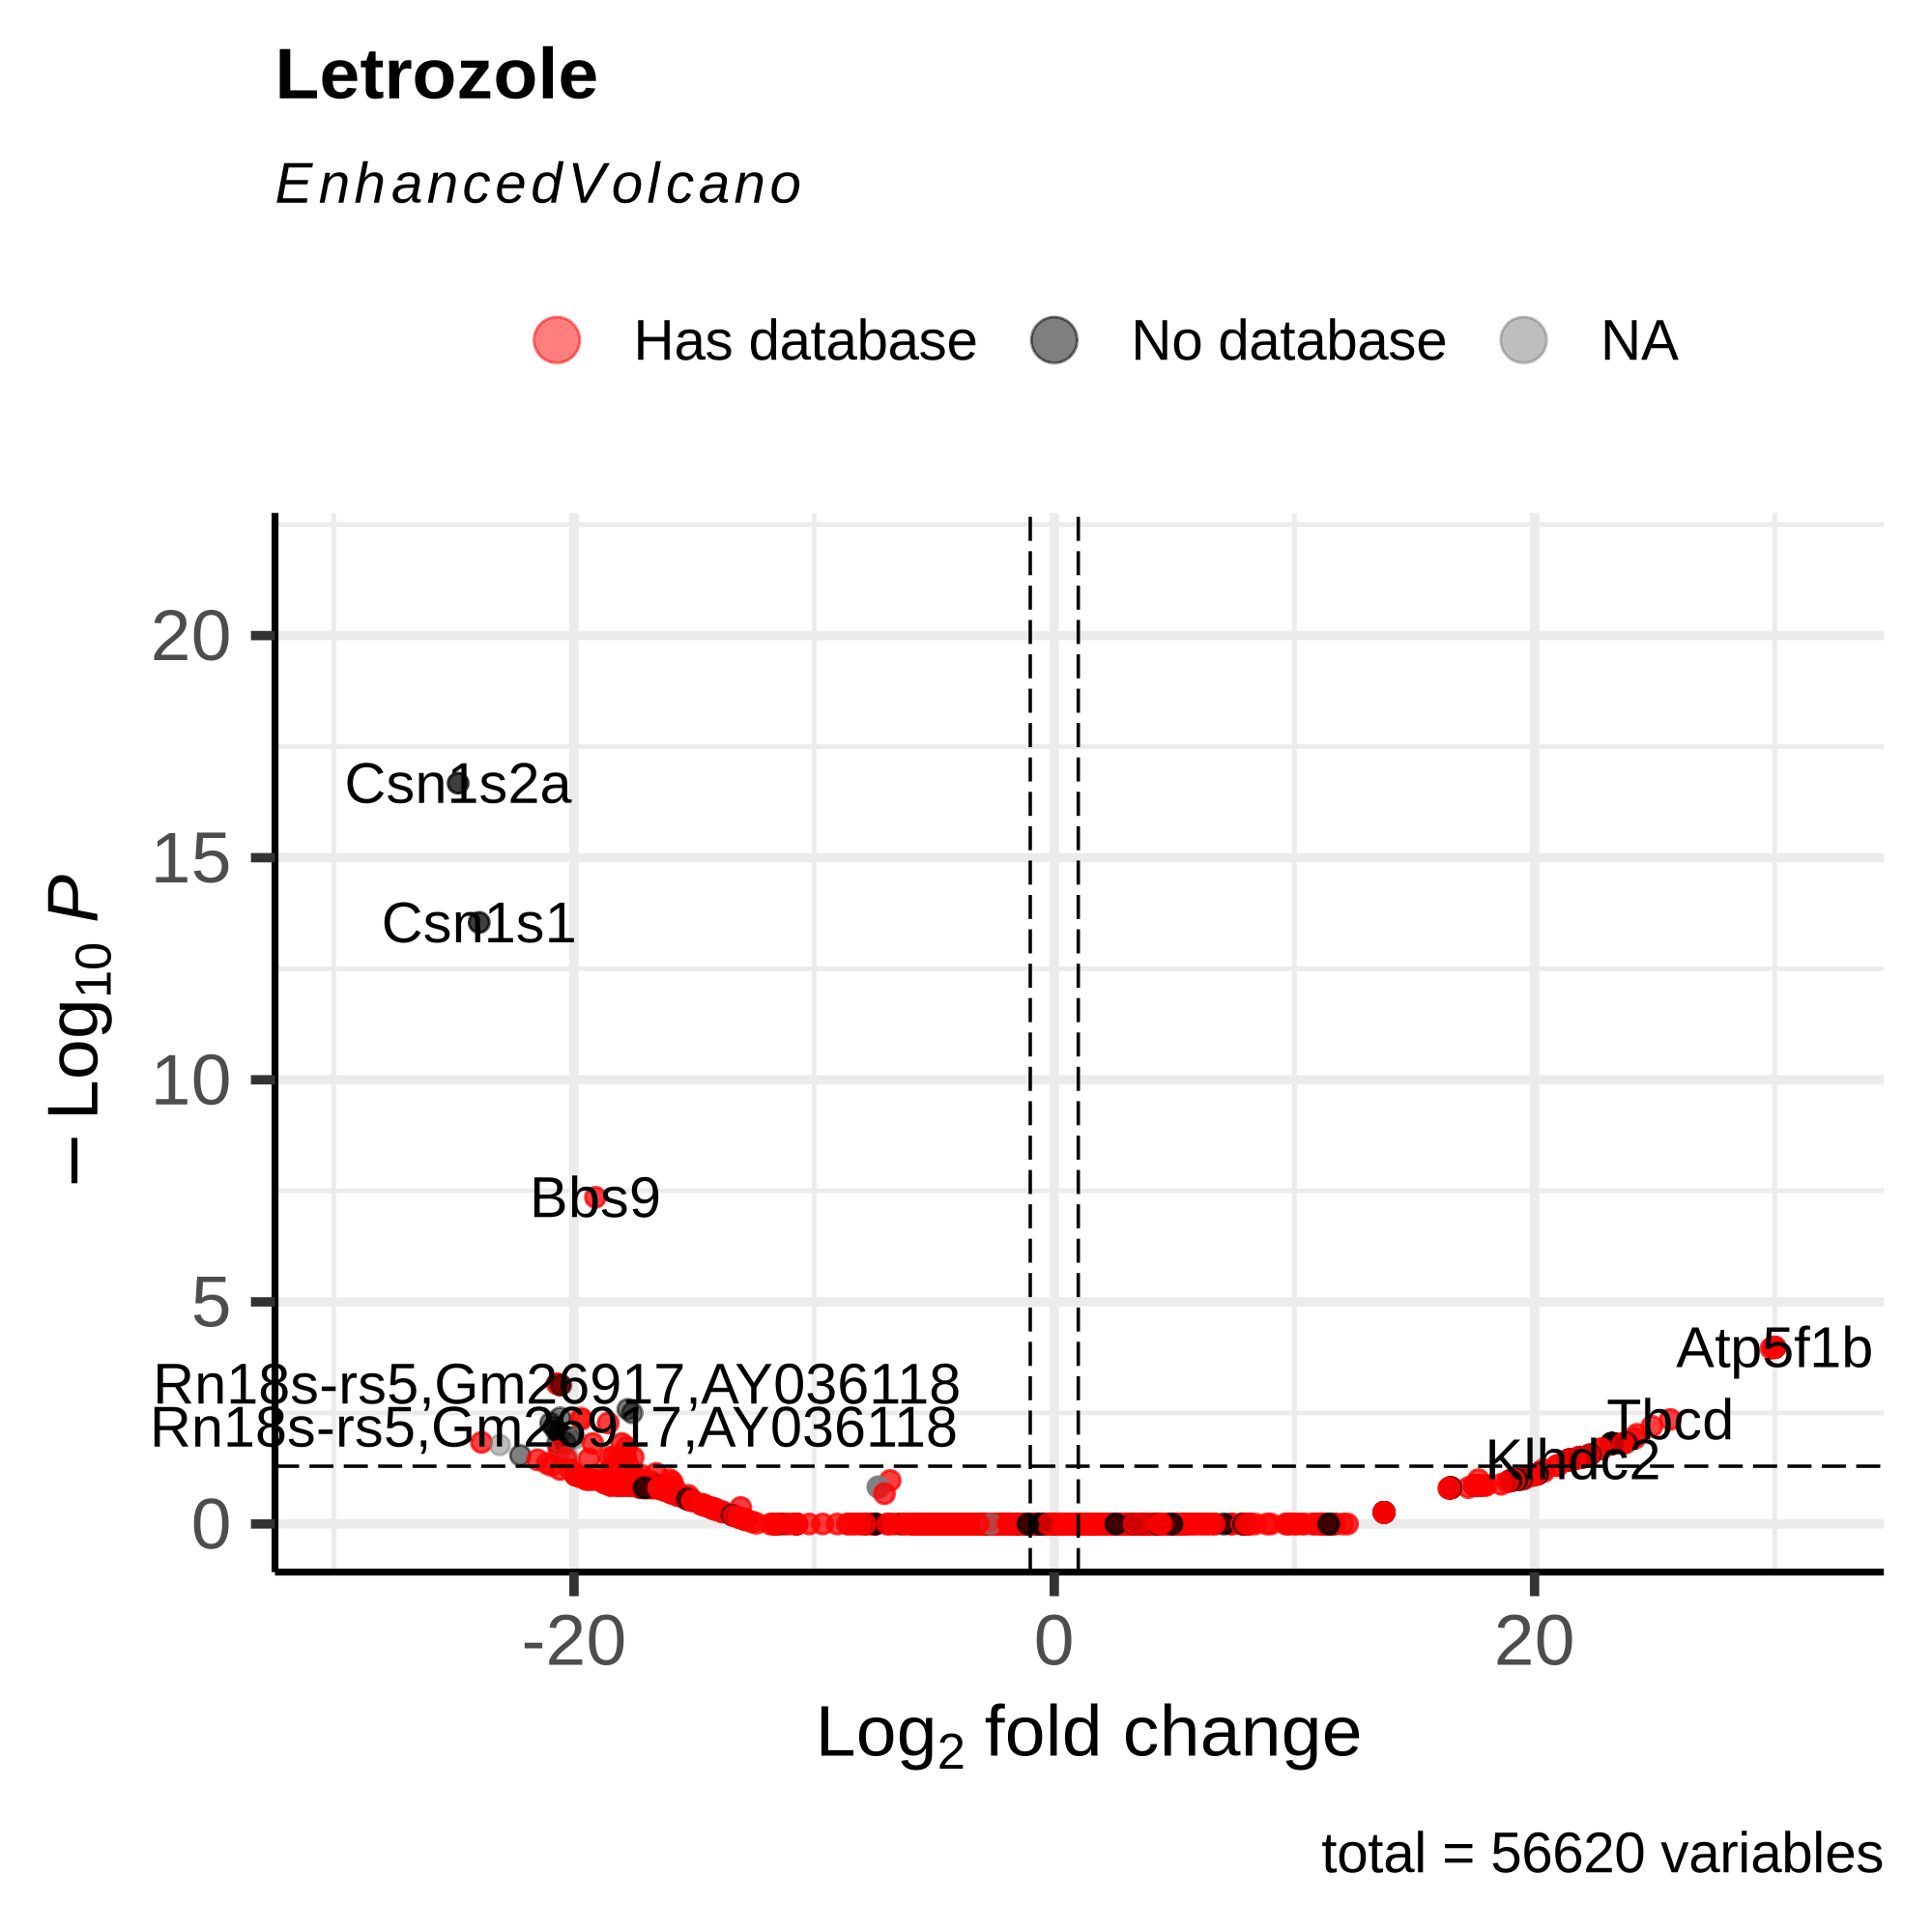 Letrozole
EnhancedVolcano
Has database No database NA
20
15
10
5
0
− Log10 P
Csn1s2a
Csn1s1
Bbs9
Atp5f1b
Rn18s-rs5,Gm26917,AY036118
Rn18s-rs5,Gm26917,AY036118
Tbcd
Klhdc2
-20 0 20
Log2 fold change
total = 56620 variables